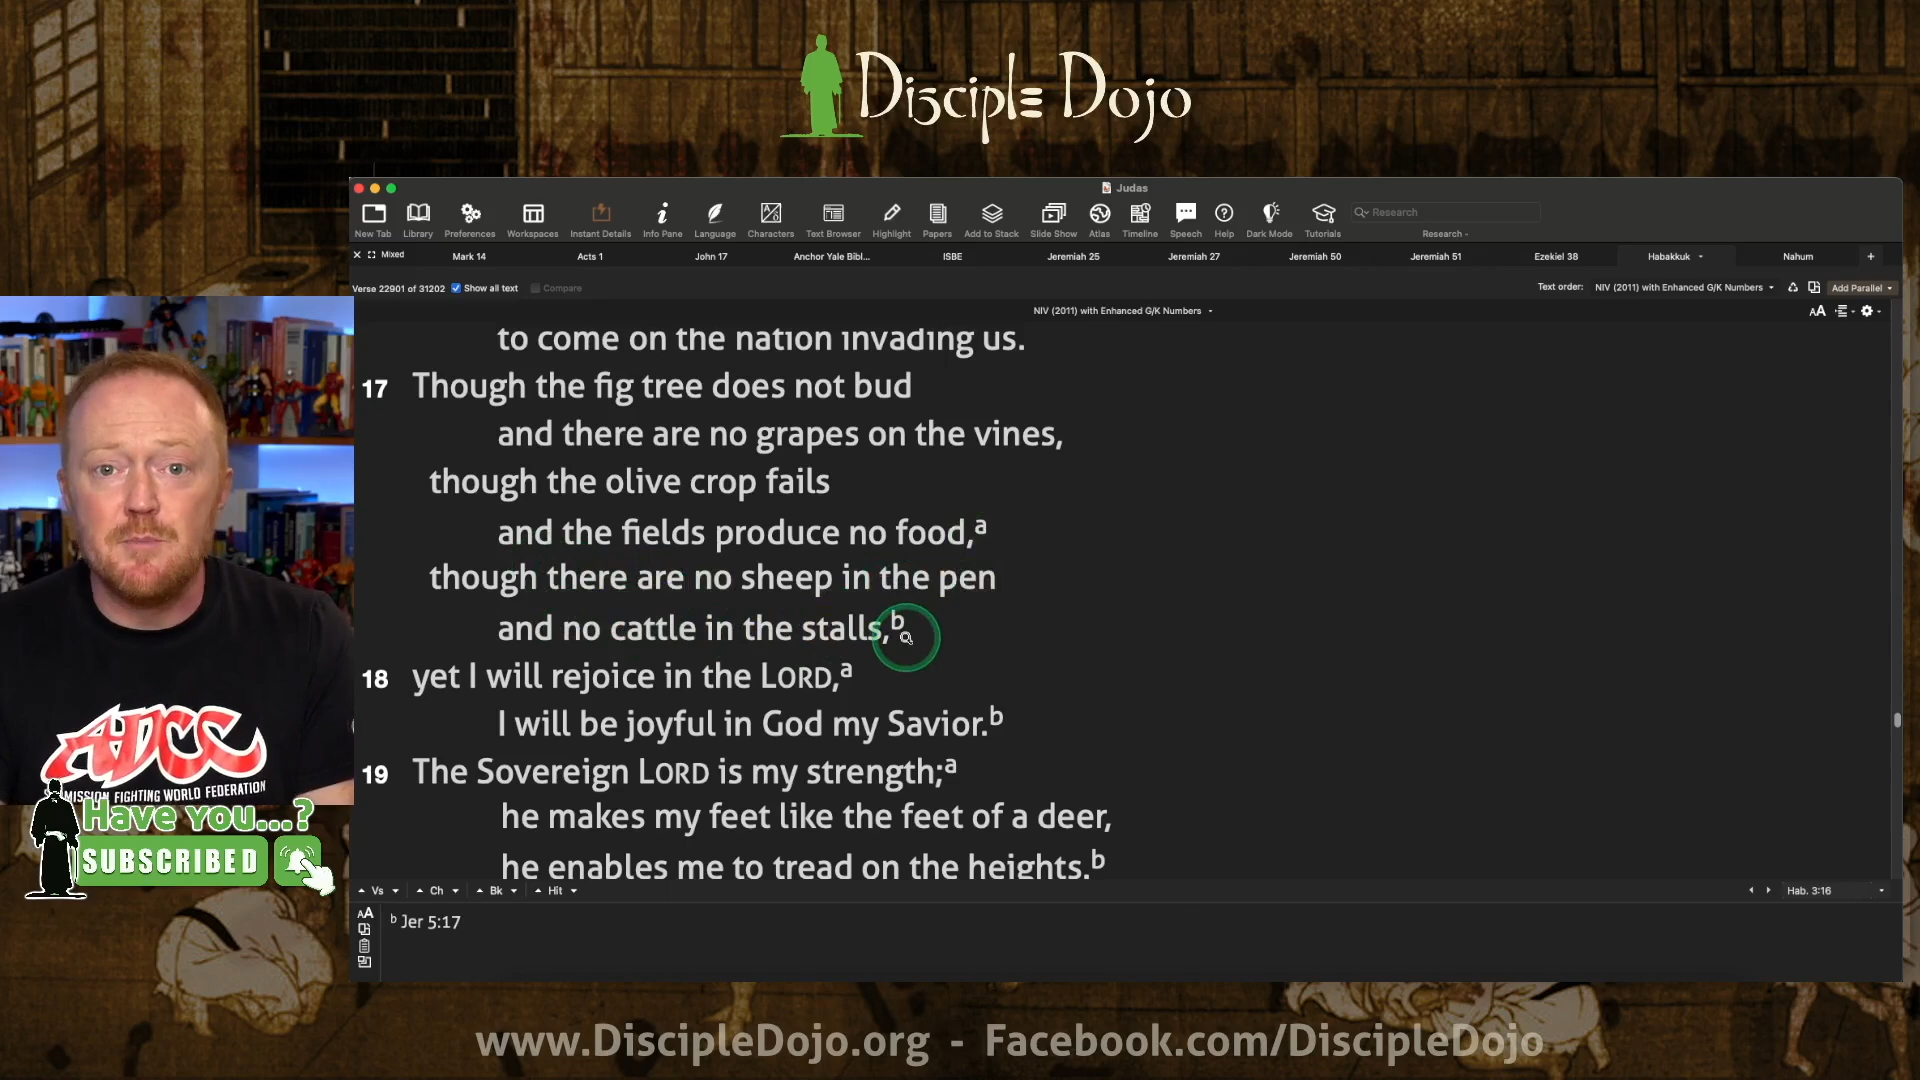 Disciple Dojo
Judas
New Tab
Library
Preferences
Workspaces
Instant Details
Info Pane
Language
Characters
Text Browser
Highlight
Papers
Add to Stack
Slide Show
Atlas
Timeline
Speech
Help
Dark Mode
Tutorials
Research
Research
Mixed
Mark 14
Acts 1
John 17
Anchor Yale Bibl...
ISBE
Jeremiah 25
Jeremiah 27
Jeremiah 50
Jeremiah 51
Ezekiel 38
Habakkuk
Nahum
+
Verse 22901 of 31202
Show all text
Compare
Text order:
NIV (2011) with Enhanced G/K Numbers
Add Parallel
NIV (2011) with Enhanced G/K Numbers
AA
to come on the nation invading us.
17 Though the fig tree does not bud
and there are no grapes on the vines,
though the olive crop fails
and the fields produce no food,a
though there are no sheep in the pen
and no cattle in the stalls,b
18 yet I will rejoice in the LORD,a
I will be joyful in God my Savior.b
19 The Sovereign LORD is my strength;a
he makes my feet like the feet of a deer,
he enables me to tread on the heights.b
Vs
Ch
Bk
Hit
Hab. 3:16
AA
b Jer 5:17
ADCC
SUBMISSION FIGHTING WORLD FEDERATION
Have you...?
SUBSCRIBED
www.DiscipleDojo.org - Facebook.com/DiscipleDojo